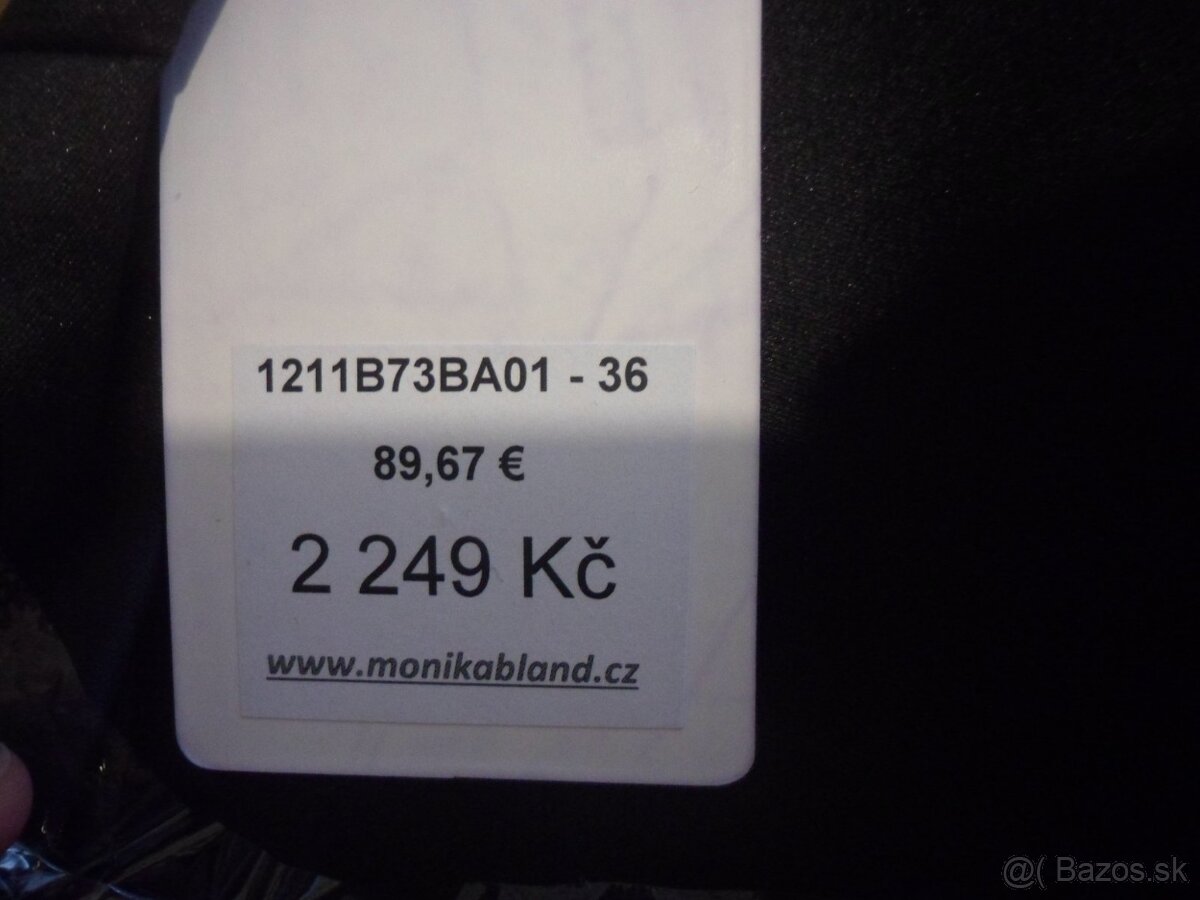 1211B73BA01 - 36
89,67 €
2 249 Kč
www.monikabland.cz
@( Bazos.sk